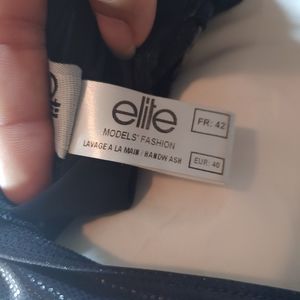 elite
MODELS' FASHION
LAVAGE A LA MAIN / HANDWASH
FR: 42
EUR: 40